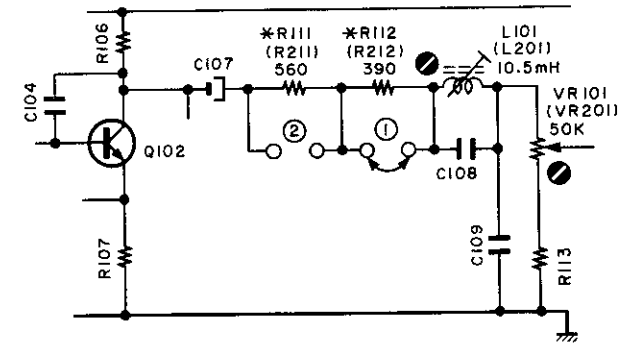 R106
C104
Q102
R107
C107
*R111
(R211)
560
*R112
(R212)
390
L101
(L201)
10.5mH
VR101
(VR201)
50K
②
①
C108
C109
R113